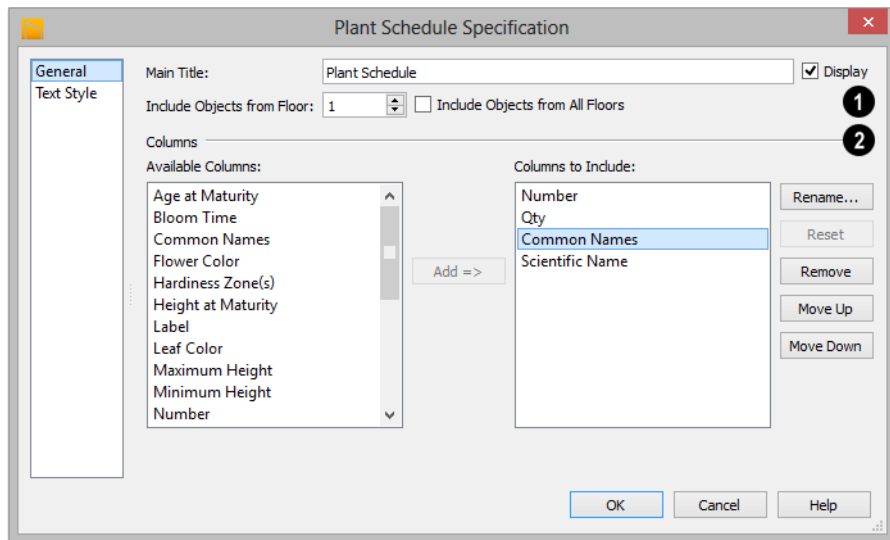 Plant Schedule Specification
General
Text Style
Main Title: Plant Schedule Display
Include Objects from Floor: 1 Include Objects from All Floors
1
Columns
2
Available Columns:
Age at Maturity
Bloom Time
Common Names
Flower Color
Hardiness Zone(s)
Height at Maturity
Label
Leaf Color
Maximum Height
Minimum Height
Number
Add =>
Columns to Include:
Number
Qty
Common Names
Scientific Name
Rename...
Reset
Remove
Move Up
Move Down
OK
Cancel
Help